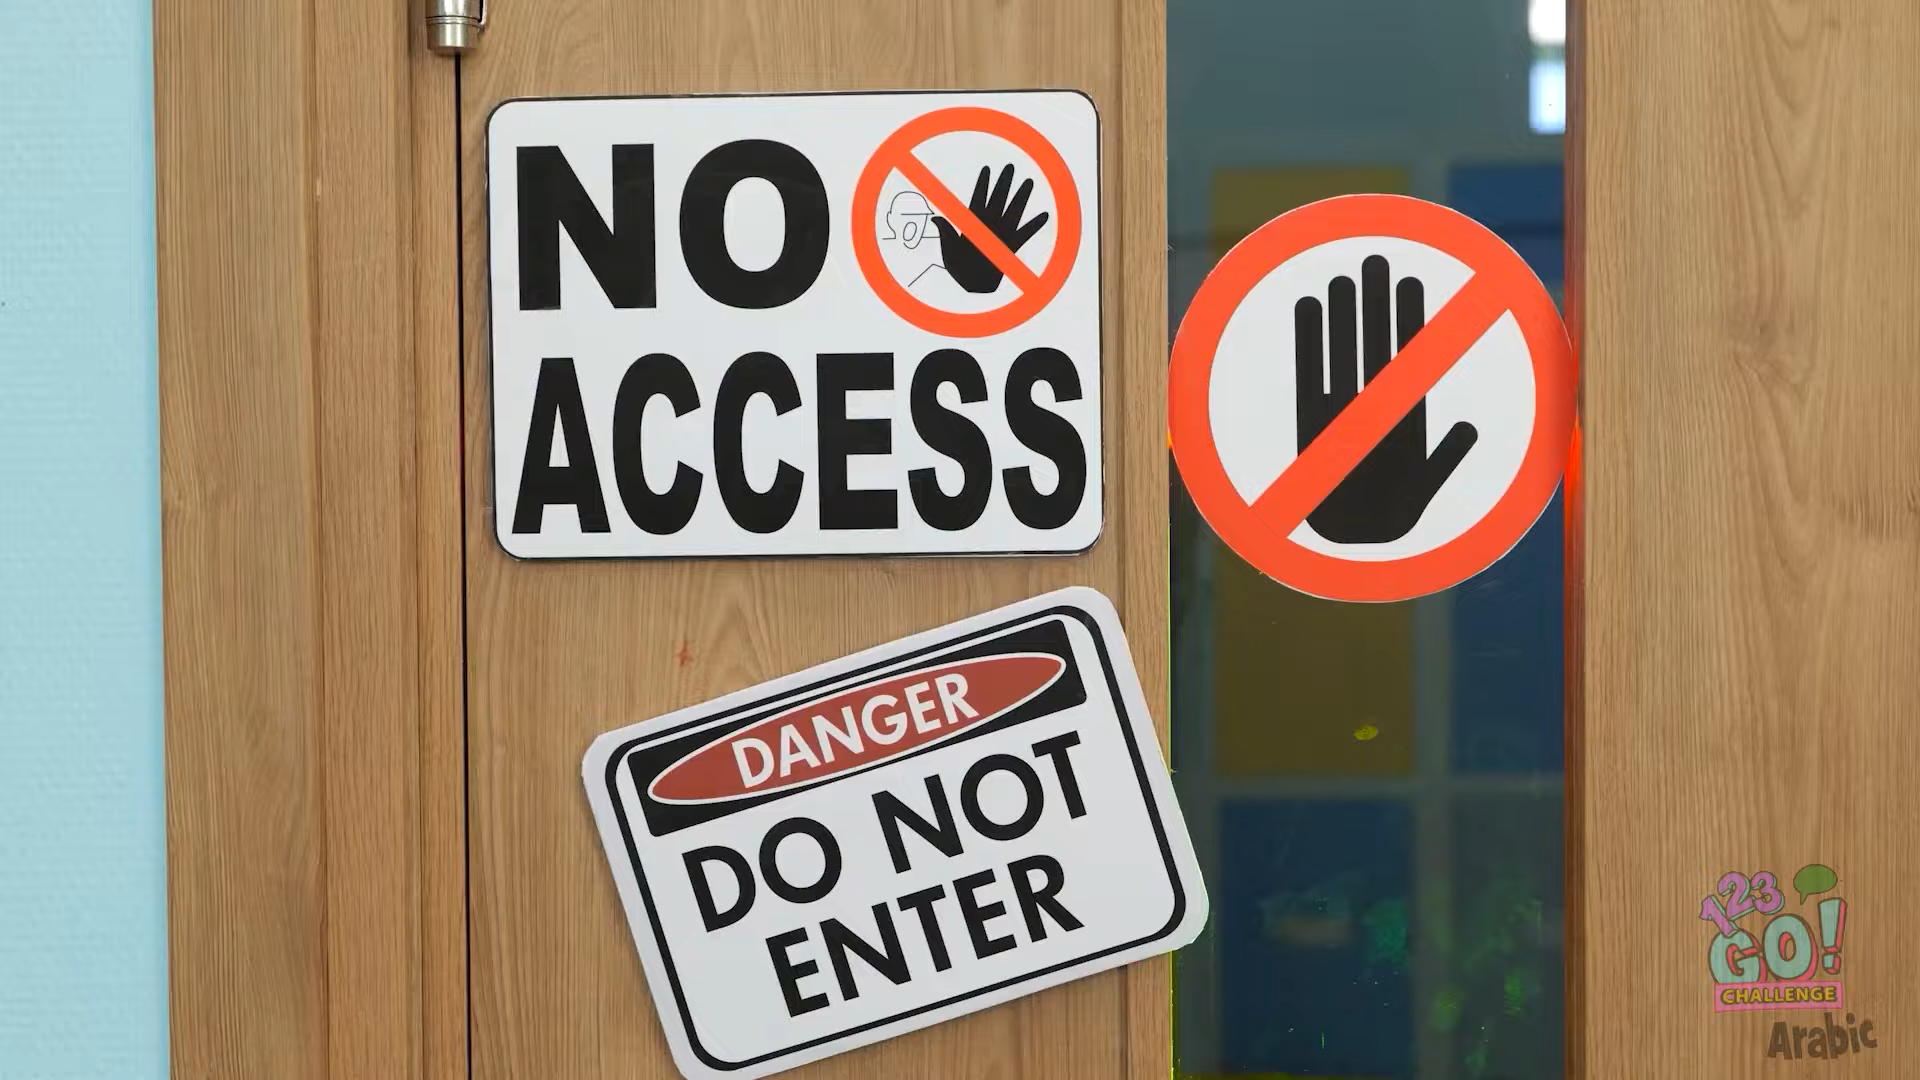 NO
ACCESS
DANGER
DO NOT
ENTER
123
GO!
CHALLENGE
Arabic